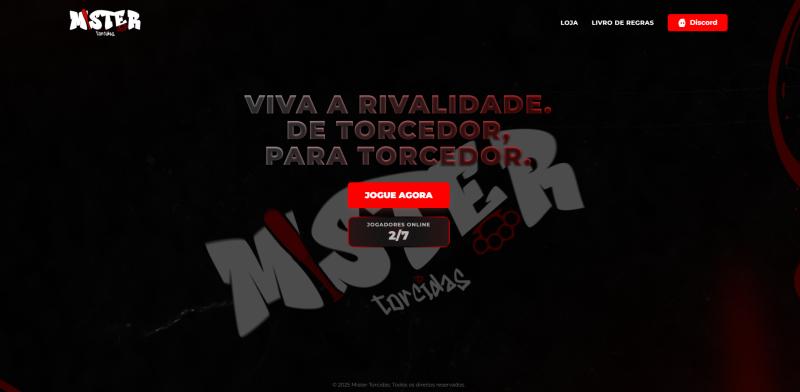 MISTER
torcidas
LOJA
LIVRO DE REGRAS
Discord
VIVA A RIVALIDADE.
DE TORCEDOR,
PARA TORCEDOR.
JOGUE AGORA
JOGADORES ONLINE
2/7
MISTER
torcidas
© 2025 Mister Torcidas. Todos os direitos reservados.